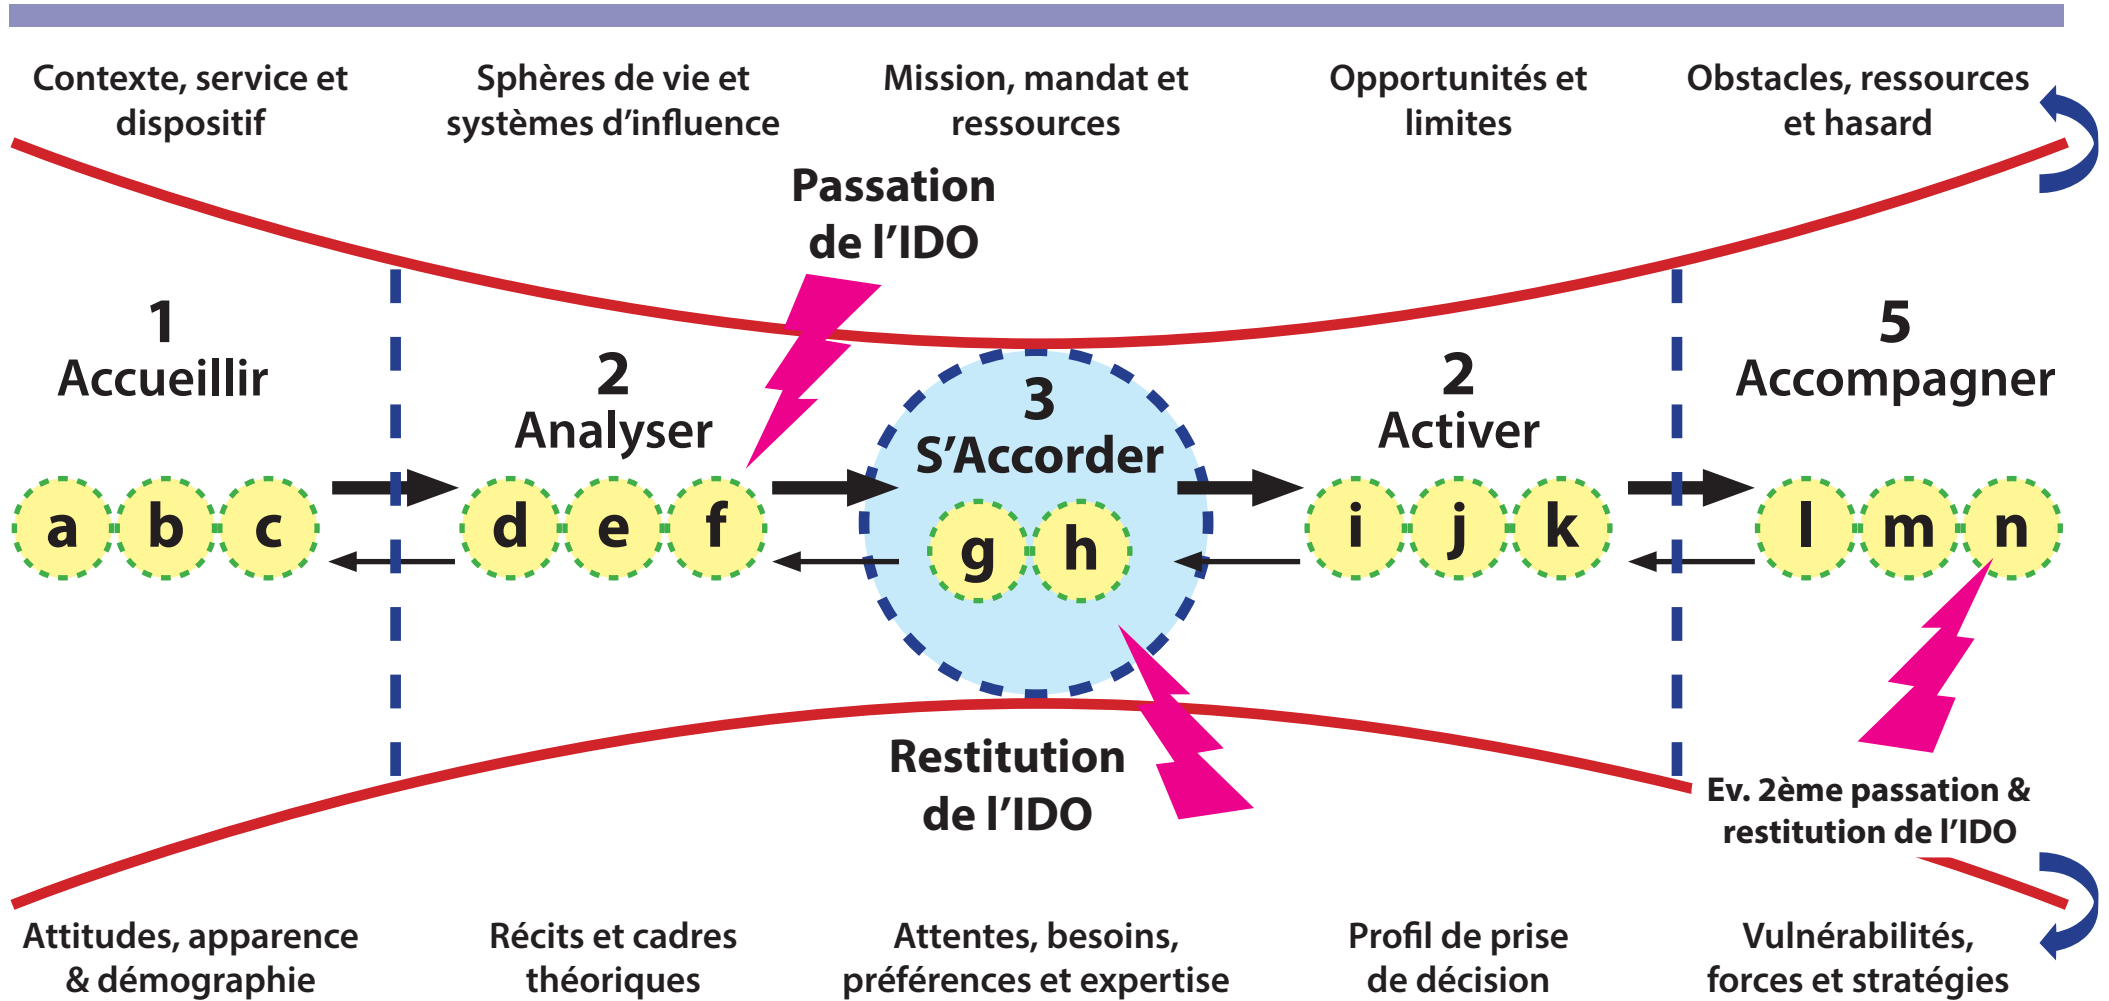 Contexte, service et
dispositif
Sphères de vie et
systèmes d'influence
Mission, mandat et
ressources
Opportunités et
limites
Obstacles, ressources
et hasard
Passation
de l'IDO
1
Accueillir
2
Analyser
3
S'Accorder
2
Activer
5
Accompagner
a b c
d e f
g h
i j k
l m n
Restitution
de l'IDO
Ev. 2ème passation &
restitution de l'IDO
Attitudes, apparence
& démographie
Récits et cadres
théoriques
Attentes, besoins,
préférences et expertise
Profil de prise
de décision
Vulnérabilités,
forces et stratégies